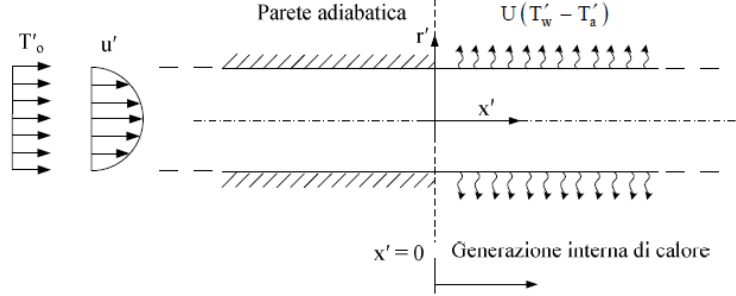 Parete adiabatica
U(T′w − T′a)
T′o
u′
r′
x′
x′ = 0
Generazione interna di calore